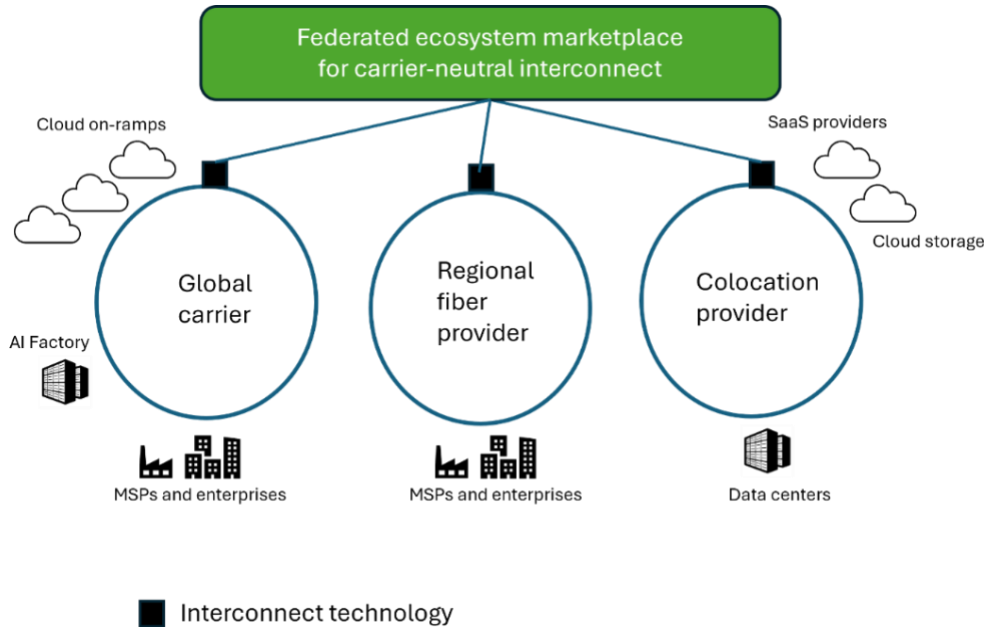 Federated ecosystem marketplace
for carrier-neutral interconnect
Cloud on-ramps
SaaS providers
Cloud storage
Global
carrier
Regional
fiber
provider
Colocation
provider
AI Factory
MSPs and enterprises
MSPs and enterprises
Data centers
Interconnect technology